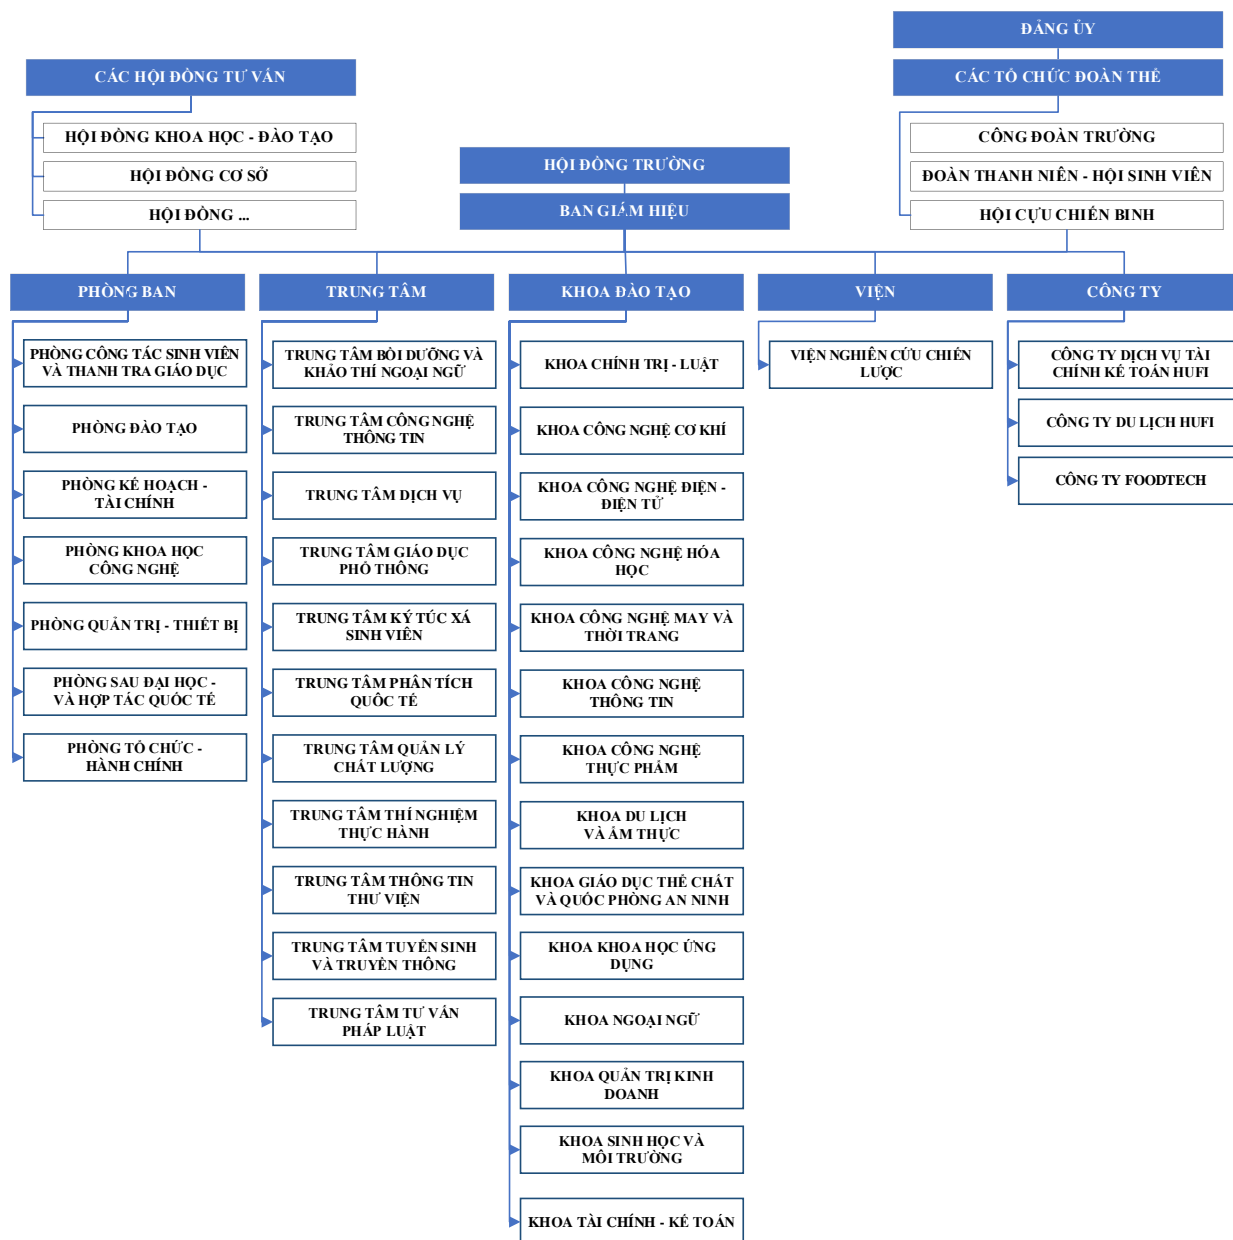 ĐẢNG ỦY
CÁC HỘI ĐỒNG TƯ VẤN
CÁC TỔ CHỨC ĐOÀN THỂ
HỘI ĐỒNG KHOA HỌC - ĐÀO TẠO
HỘI ĐỒNG CƠ SỞ
HỘI ĐỒNG ...
CÔNG ĐOÀN TRƯỜNG
ĐOÀN THANH NIÊN - HỘI SINH VIÊN
HỘI CỰU CHIẾN BINH
HỘI ĐỒNG TRƯỜNG
BAN GIÁM HIỆU
PHÒNG BAN
PHÒNG CÔNG TÁC SINH VIÊN
VÀ THANH TRA GIÁO DỤC
PHÒNG ĐÀO TẠO
PHÒNG KẾ HOẠCH -
TÀI CHÍNH
PHÒNG KHOA HỌC
CÔNG NGHỆ
PHÒNG QUẢN TRỊ - THIẾT BỊ
PHÒNG SAU ĐẠI HỌC -
VÀ HỢP TÁC QUỐC TẾ
PHÒNG TỔ CHỨC -
HÀNH CHÍNH
TRUNG TÂM
TRUNG TÂM BỒI DƯỠNG VÀ
KHẢO THÍ NGOẠI NGỮ
TRUNG TÂM CÔNG NGHỆ
THÔNG TIN
TRUNG TÂM DỊCH VỤ
TRUNG TÂM GIÁO DỤC
PHỔ THÔNG
TRUNG TÂM KÝ TÚC XÁ
SINH VIÊN
TRUNG TÂM PHÂN TÍCH
QUỐC TẾ
TRUNG TÂM QUẢN LÝ
CHẤT LƯỢNG
TRUNG TÂM THÍ NGHIỆM
THỰC HÀNH
TRUNG TÂM THÔNG TIN
THƯ VIỆN
TRUNG TÂM TUYỂN SINH
VÀ TRUYỀN THÔNG
TRUNG TÂM TƯ VẤN
PHÁP LUẬT
KHOA ĐÀO TẠO
KHOA CHÍNH TRỊ - LUẬT
KHOA CÔNG NGHỆ CƠ KHÍ
KHOA CÔNG NGHỆ ĐIỆN -
ĐIỆN TỬ
KHOA CÔNG NGHỆ HÓA
HỌC
KHOA CÔNG NGHỆ MAY VÀ
THỜI TRANG
KHOA CÔNG NGHỆ
THÔNG TIN
KHOA CÔNG NGHỆ
THỰC PHẨM
KHOA DU LỊCH
VÀ ẨM THỰC
KHOA GIÁO DỤC THỂ CHẤT
VÀ QUỐC PHÒNG AN NINH
KHOA KHOA HỌC ỨNG
DỤNG
KHOA NGOẠI NGỮ
KHOA QUẢN TRỊ KINH
DOANH
KHOA SINH HỌC VÀ
MÔI TRƯỜNG
KHOA TÀI CHÍNH - KẾ TOÁN
VIỆN
VIỆN NGHIÊN CỨU CHIẾN
LƯỢC
CÔNG TY
CÔNG TY DỊCH VỤ TÀI
CHÍNH KẾ TOÁN HUFI
CÔNG TY DU LỊCH HUFI
CÔNG TY FOODTECH